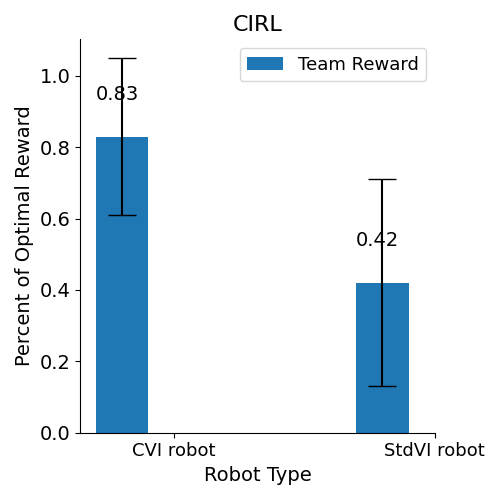 CIRL
Team Reward
Percent of Optimal Reward
1.0
0.8
0.6
0.4
0.2
0.0
0.83
0.42
CVI robot
StdVI robot
Robot Type